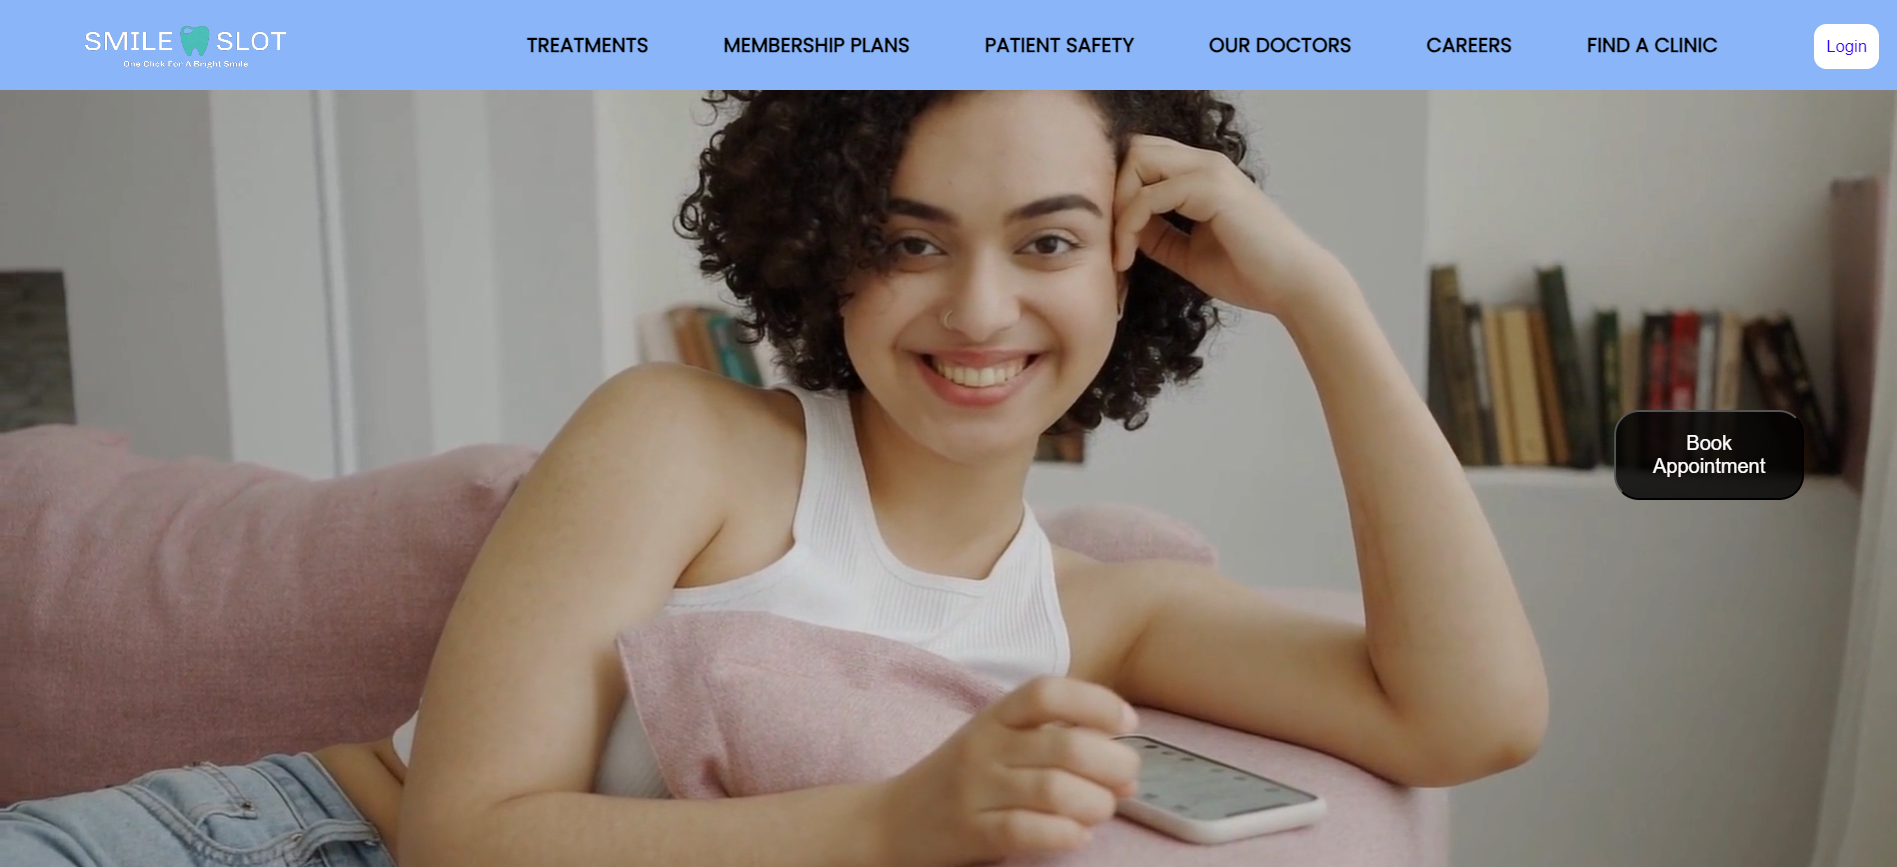 SMILE SLOT
One Click For A Bright Smile
TREATMENTS
MEMBERSHIP PLANS
PATIENT SAFETY
OUR DOCTORS
CAREERS
FIND A CLINIC
Login
Book
Appointment